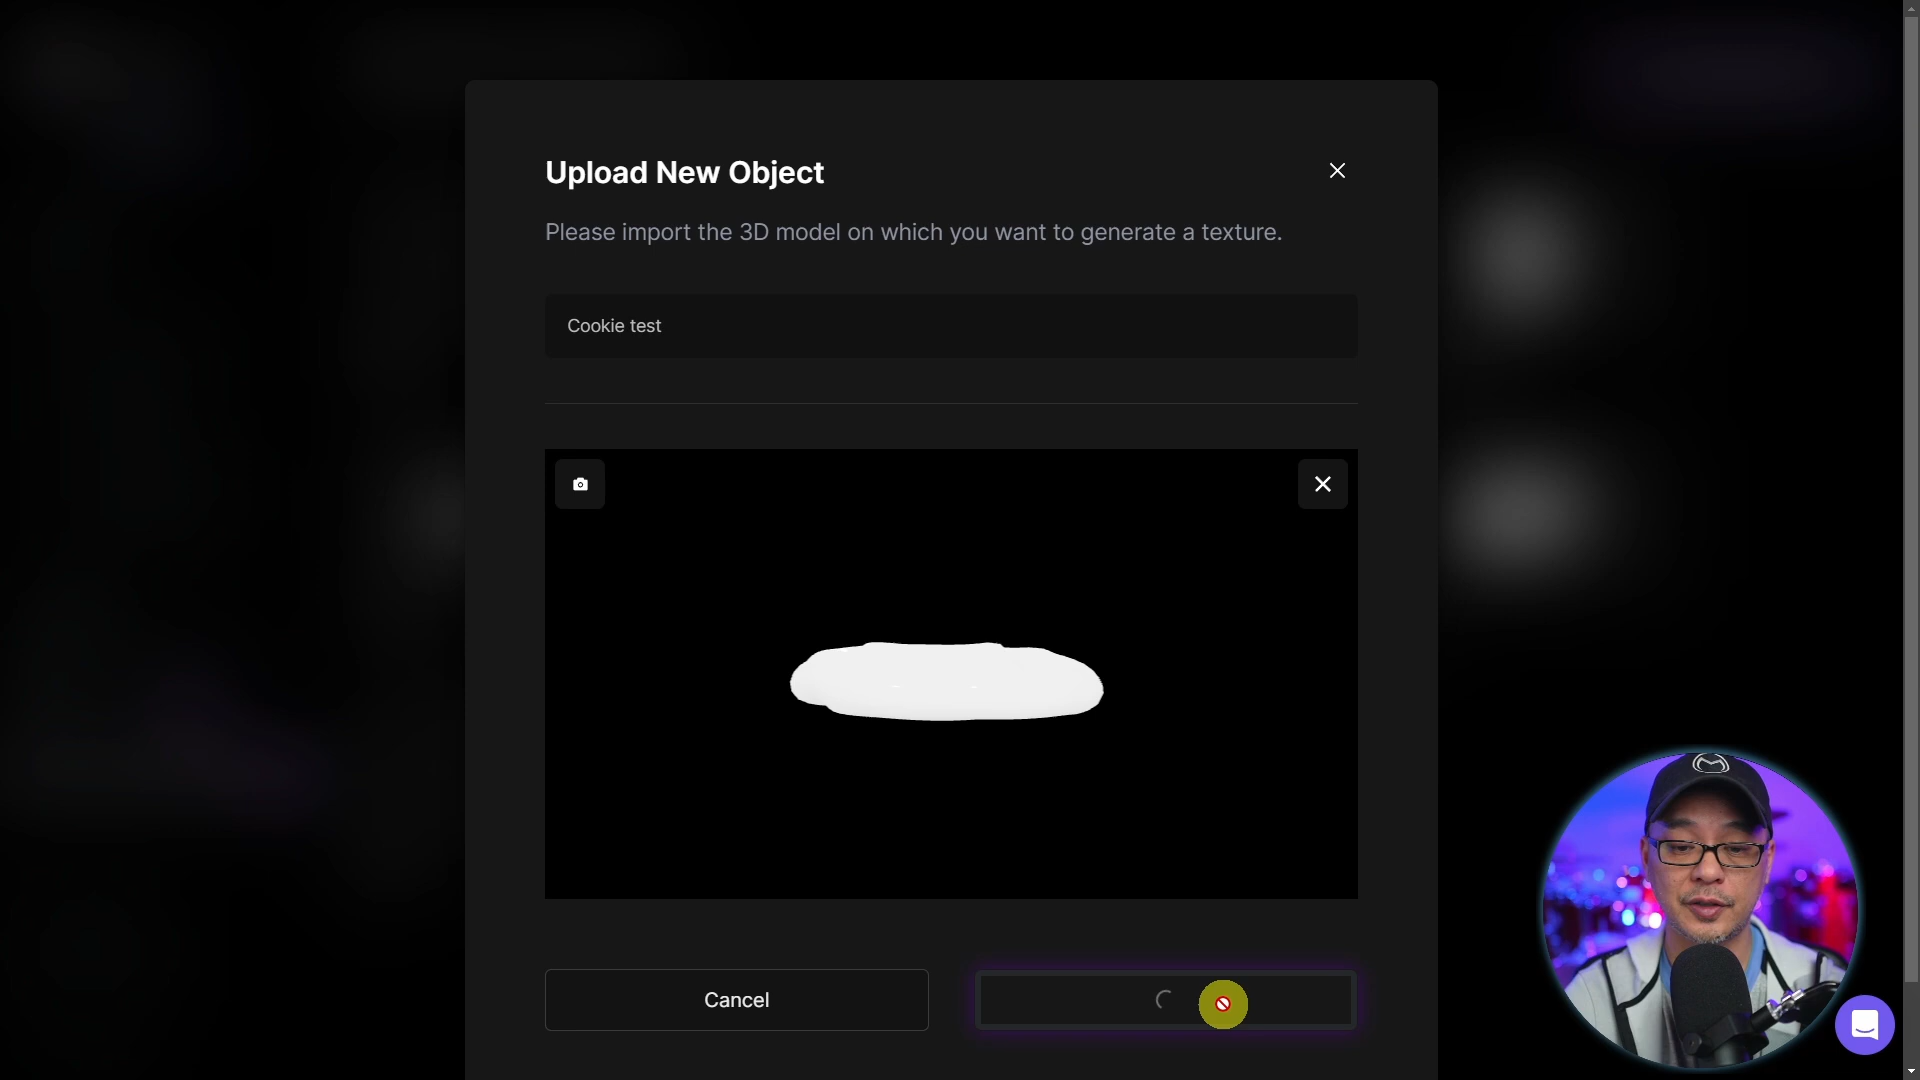 Upload New Object
Please import the 3D model on which you want to generate a texture.
Cookie test
Cancel